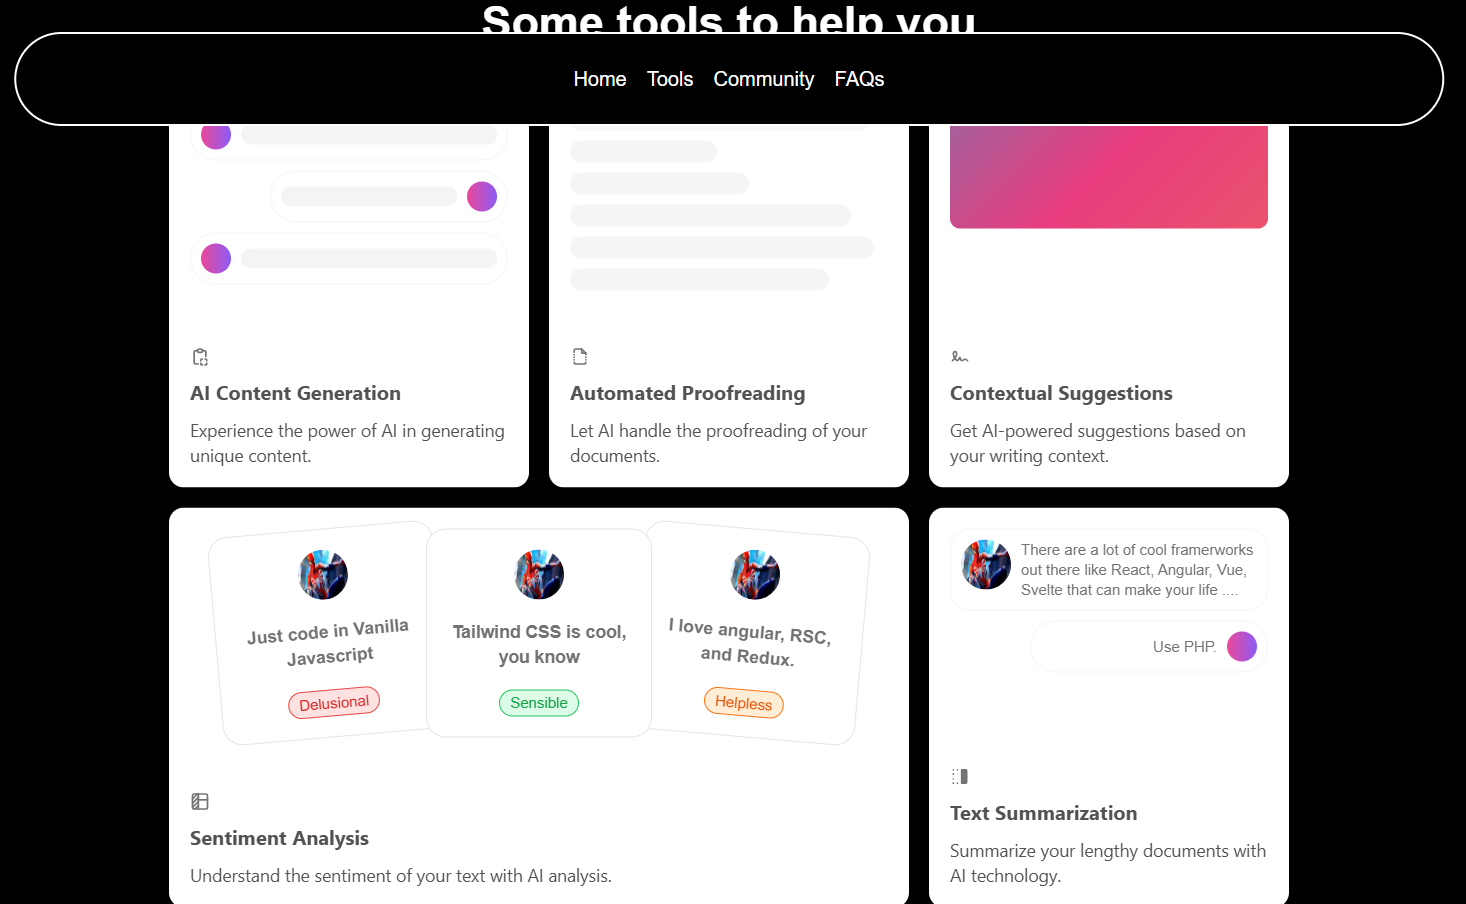 Some tools to help you
Home Tools Community FAQs
AI Content Generation
Experience the power of AI in generating
unique content.
Automated Proofreading
Let AI handle the proofreading of your
documents.
Contextual Suggestions
Get AI-powered suggestions based on
your writing context.
Just code in Vanilla
Javascript
Delusional
Tailwind CSS is cool,
you know
Sensible
I love angular, RSC,
and Redux.
Helpless
Sentiment Analysis
Understand the sentiment of your text with AI analysis.
There are a lot of cool framerworks
out there like React, Angular, Vue,
Svelte that can make your life ....
Use PHP.
Text Summarization
Summarize your lengthy documents with
AI technology.